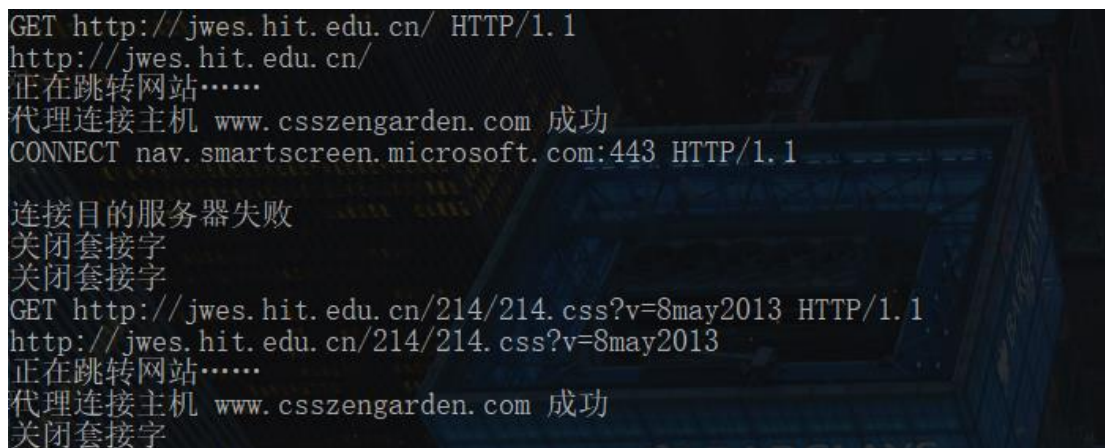 GET http://jwes.hit.edu.cn/ HTTP/1.1
http://jwes.hit.edu.cn/
正在跳转网站……
代理连接主机 www.csszengarden.com 成功
CONNECT nav.smartscreen.microsoft.com:443 HTTP/1.1
连接目的服务器失败
关闭套接字
关闭套接字
GET http://jwes.hit.edu.cn/214/214.css?v=8may2013 HTTP/1.1
http://jwes.hit.edu.cn/214/214.css?v=8may2013
正在跳转网站……
代理连接主机 www.csszengarden.com 成功
关闭套接字